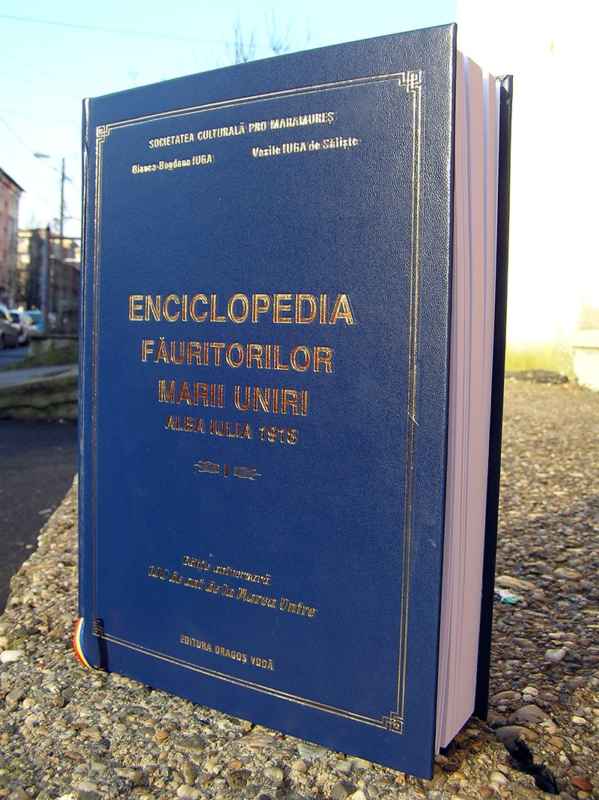 SOCIETATEA CULTURALĂ PRO MARAMUREȘ
Bianca-Bogdana IUGA Vasile IUGA de Săliște
ENCICLOPEDIA
FĂURITORILOR
MARII UNIRI
ALBA IULIA 1918
I
Ediție aniversară
100 de ani de la Marea Unire
EDITURA DRAGOȘ VODĂ